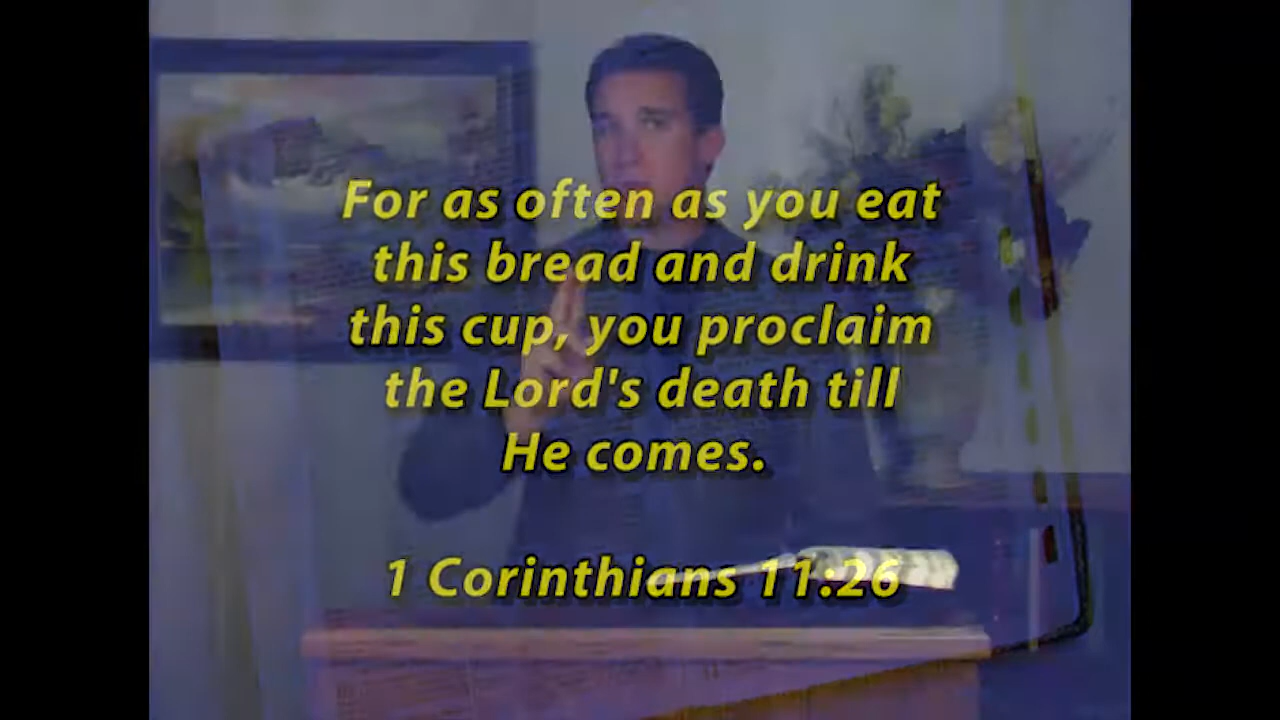 For as often as you eat
this bread and drink
this cup, you proclaim
the Lord's death till
He comes.
1 Corinthians 11:26